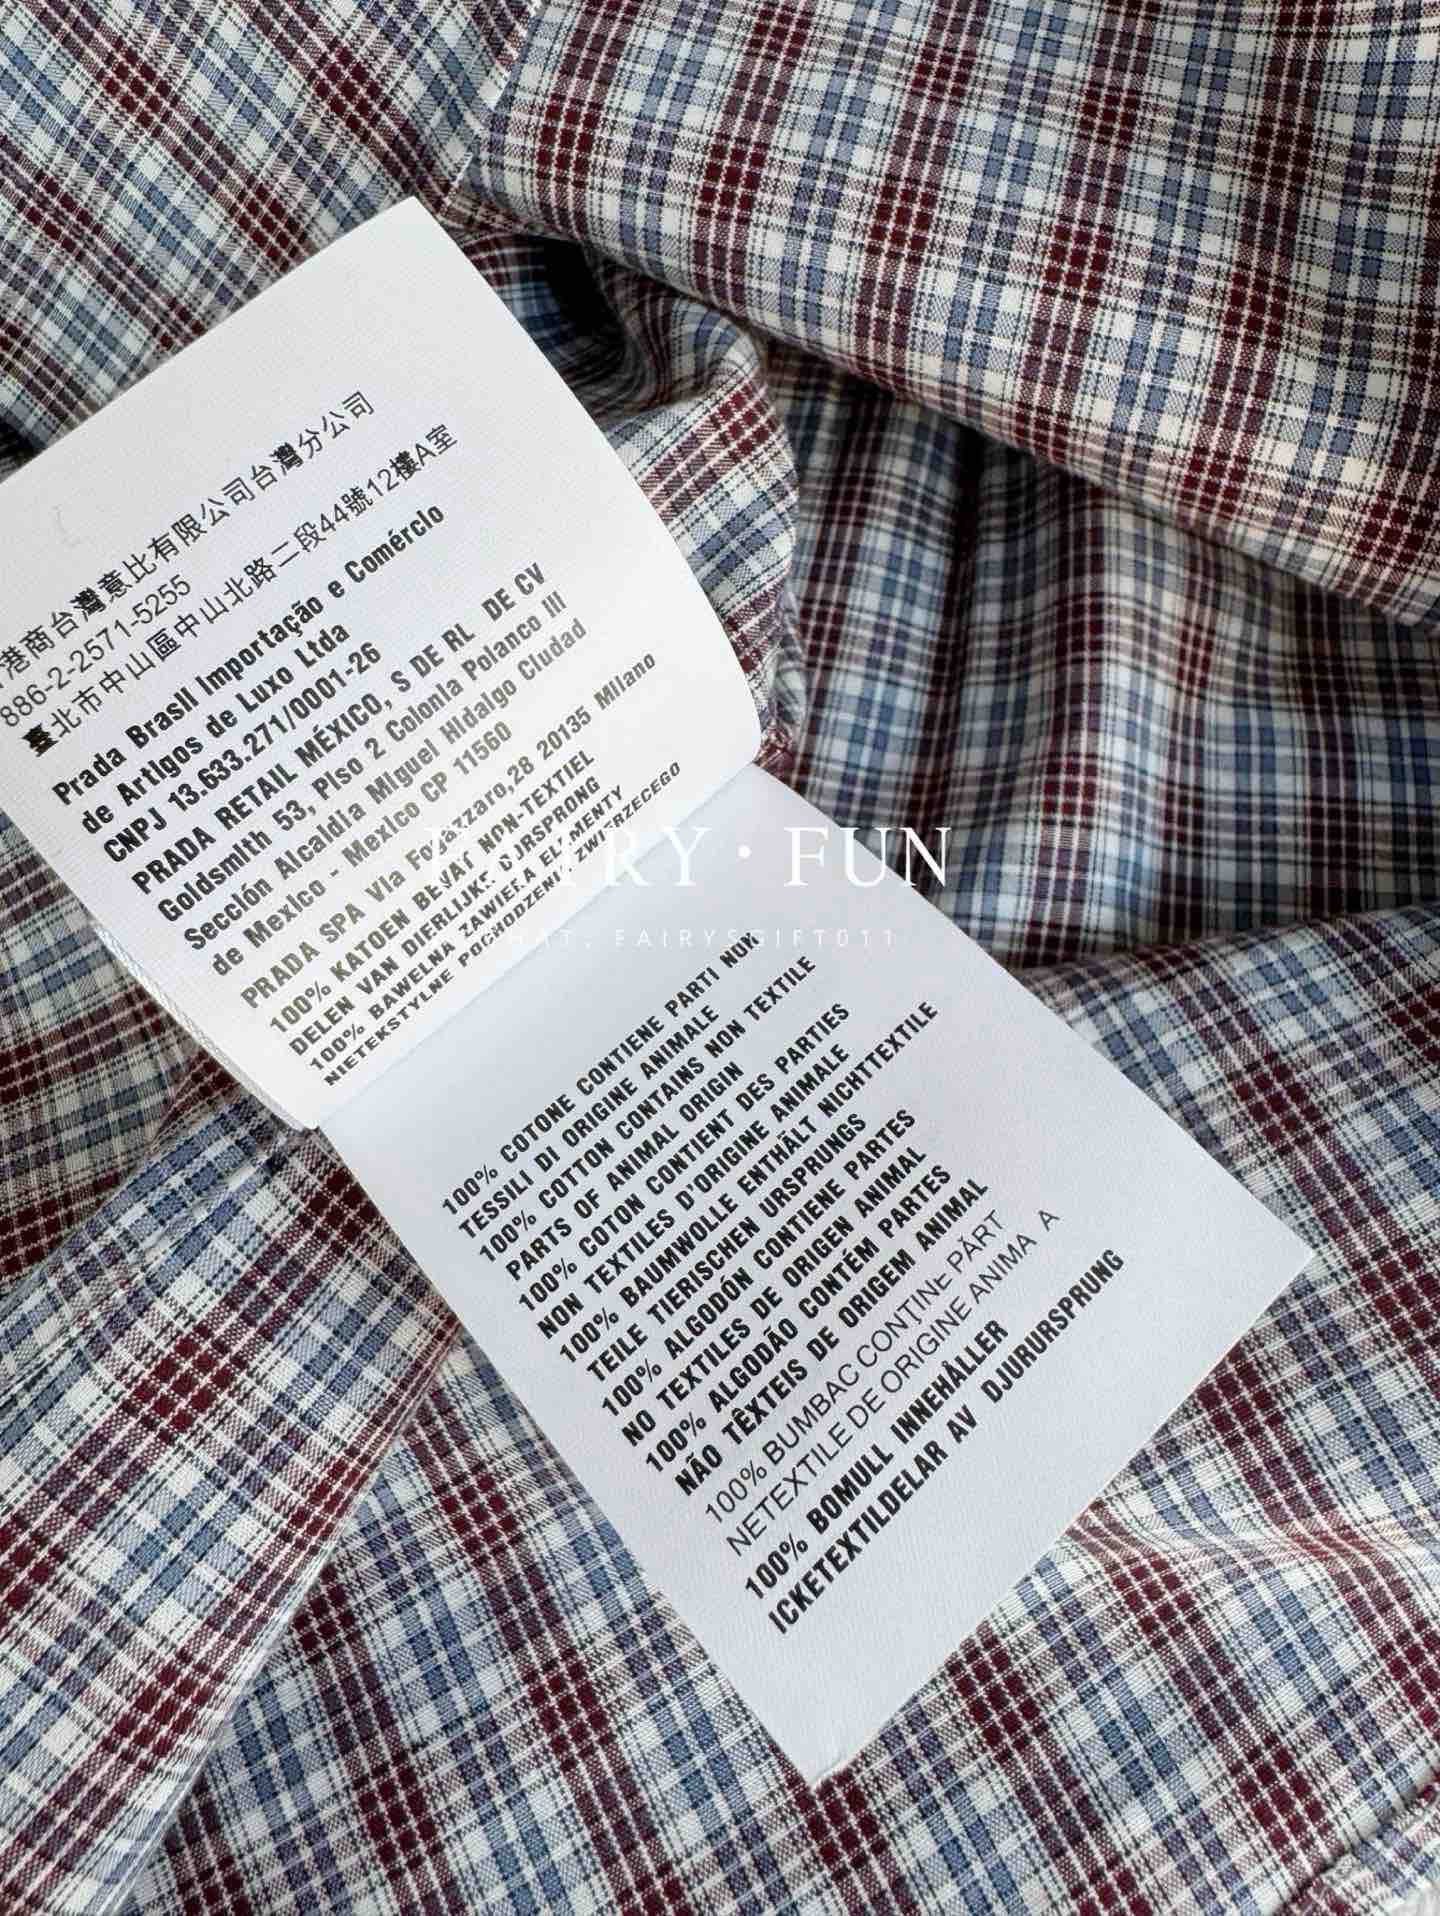 港商台灣意比有限公司台灣分公司
886-2-2571-5255
臺北市中山區中山北路二段44號12樓A室
Prada Brasil Importação e Comércio
de Artigos de Luxo Ltda
CNPJ 13.633.271/0001-26
PRADA RETAIL MÉXICO, S DE RL DE CV
Goldsmith 53, Piso 2 Colonia Polanco III
Sección Alcaldía Miguel Hidalgo Ciudad
de Mexico - Mexico CP 11560
PRADA SPA Via Fogazzaro,28 20135 Milano
100% KATOEN BEVAT NON-TEXTIEL
DELEN VAN DIERLIJKE OORSPRONG
100% BAWEŁNA ZAWIERA ELEMENTY
NIETEKSTYLNE POCHODZENIA ZWIERZĘCEGO
FAIRY·FUN
FAIRYSGIFT011
100% COTONE CONTIENE PARTI NON
TESSILI DI ORIGINE ANIMALE
100% COTTON CONTAINS NON TEXTILE
PARTS OF ANIMAL ORIGIN
100% COTON CONTIENT DES PARTIES
NON TEXTILES D'ORIGINE ANIMALE
100% BAUMWOLLE ENTHÄLT NICHTTEXTILE
TEILE TIERISCHEN URSPRUNGS
100% ALGODÓN CONTIENE PARTES
NO TEXTILES DE ORIGEN ANIMAL
100% ALGODÃO CONTÉM PARTES
NÃO TÊXTEIS DE ORIGEM ANIMAL
100% BUMBAC CONȚINE PĂRT
NETEXTILE DE ORIGINE ANIMA A
100% BOMULL INNEHÅLLER
ICKETEXTILDELAR AV DJURURSPRUNG